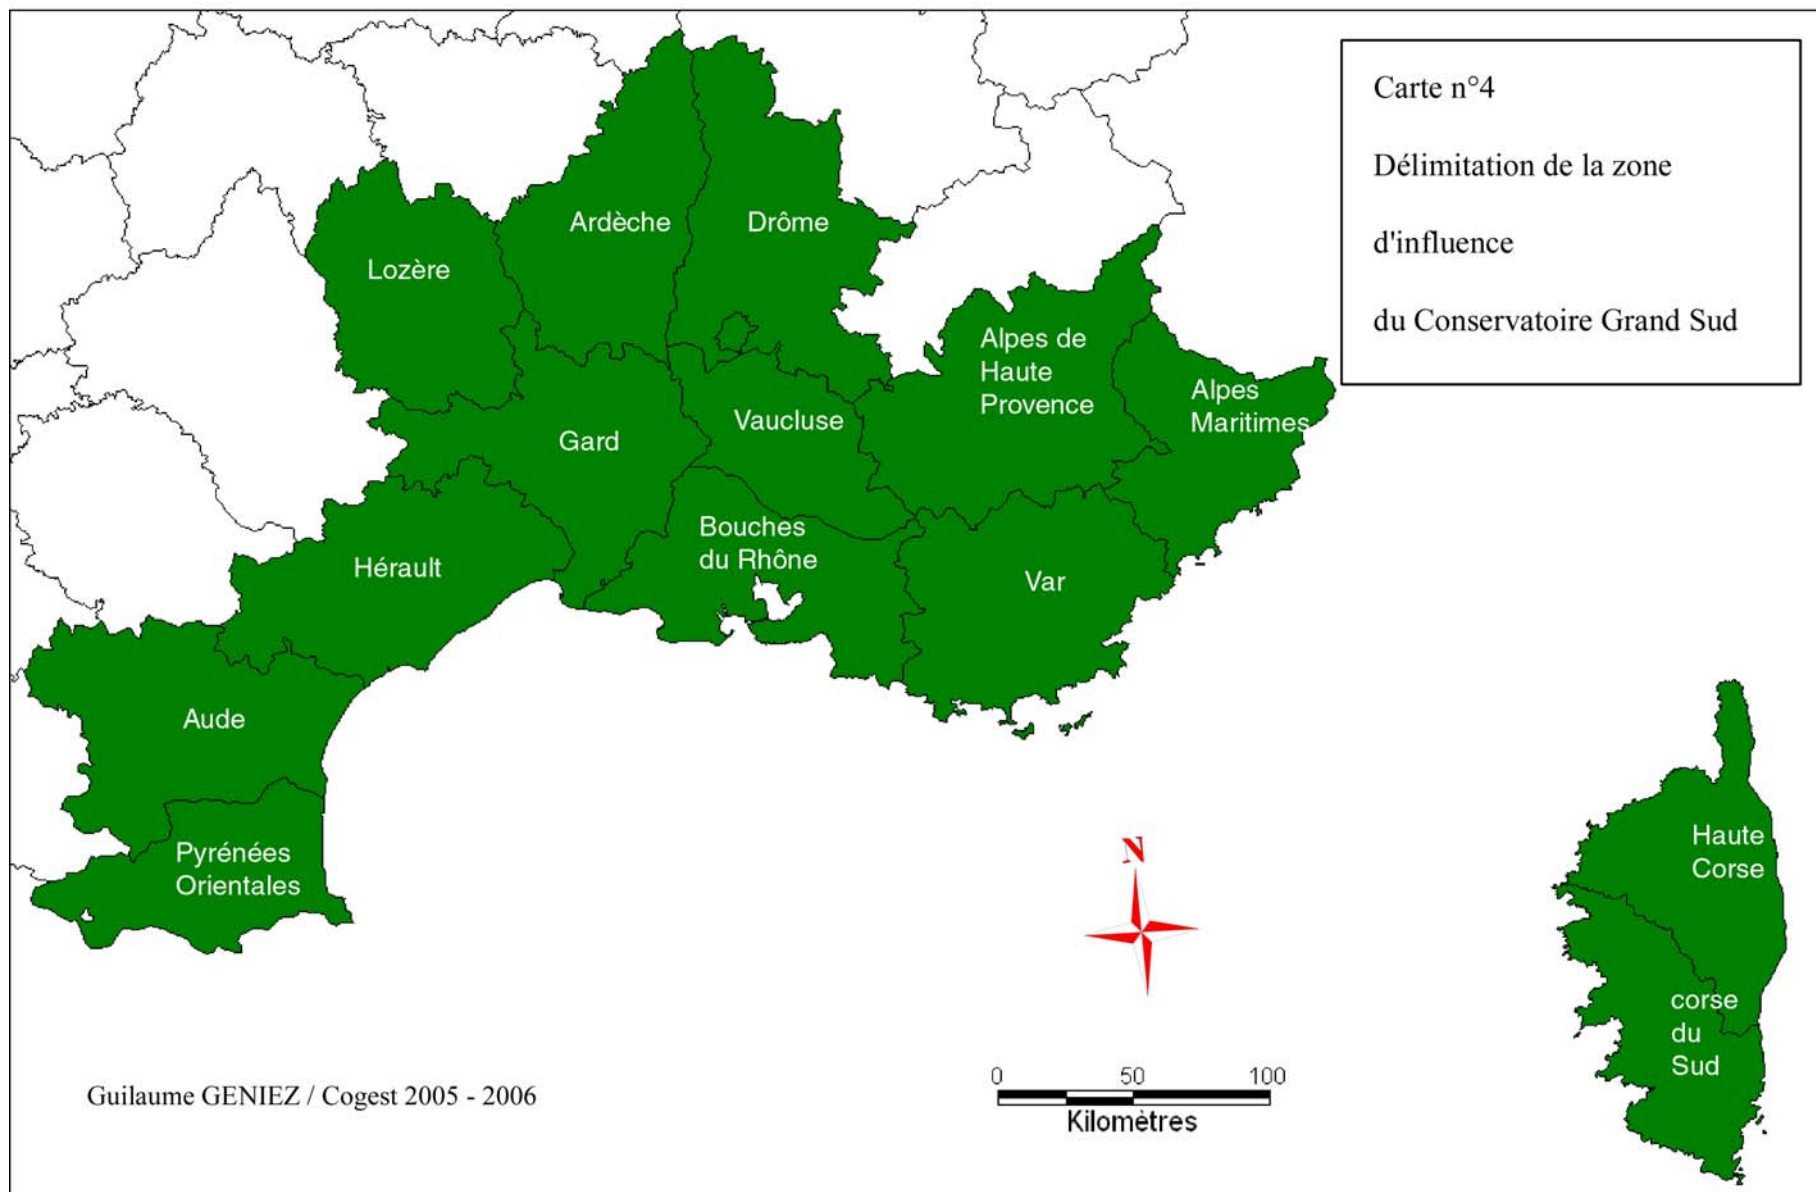 Carte n°4
Délimitation de la zone
d'influence
du Conservatoire Grand Sud
Ardèche
Drôme
Lozère
Alpes de
Haute
Provence
Alpes
Maritimes
Vaucluse
Gard
Bouches
du Rhône
Hérault
Var
Aude
Pyrénées
Orientales
Haute
Corse
corse
du
Sud
N
0 50 100
Kilomètres
Guilaume GENIEZ / Cogest 2005 - 2006